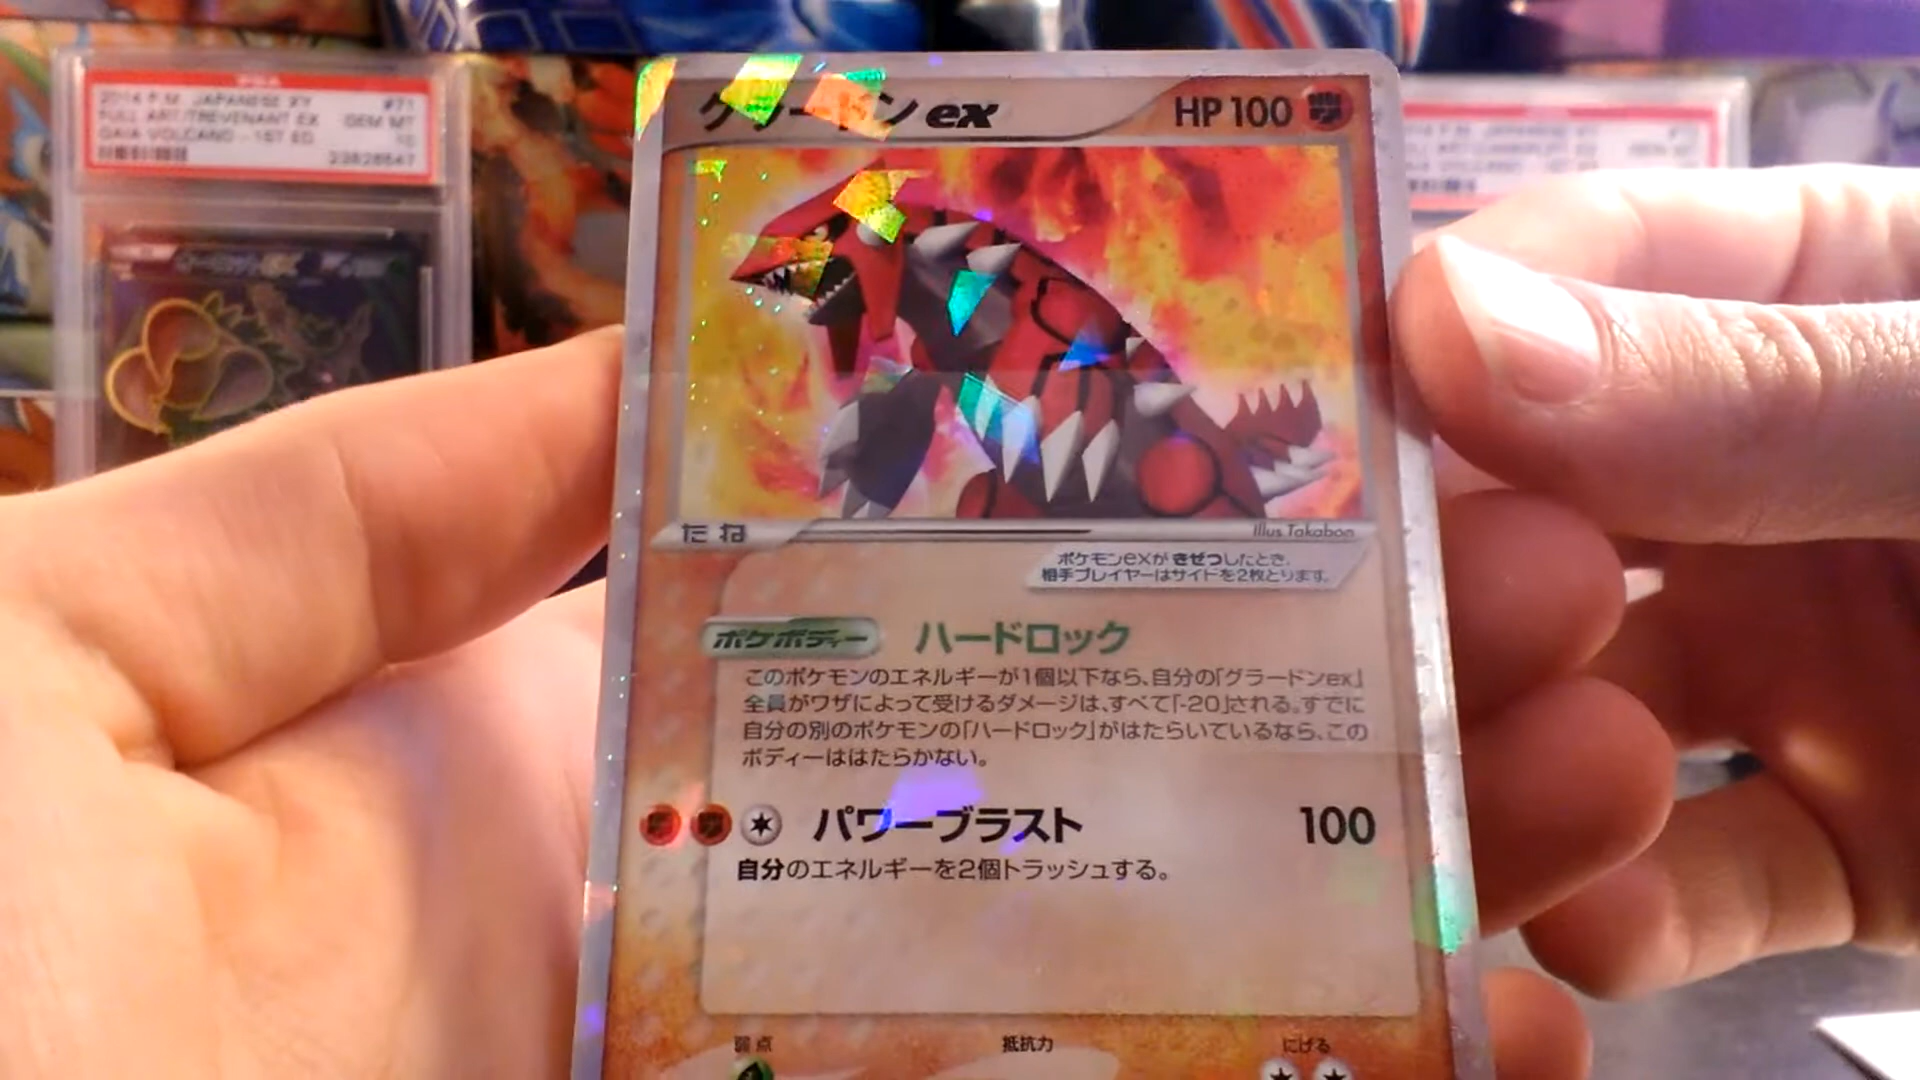 2014 P.M. JAPANESE XY #71
FULL ART/TREVENANT EX GEM MT
GAIA VOLCANO - 1ST ED 10
23828547
グラードン ex HP 100
たね
Illus. Takabon
ポケモンexが きぜつしたとき、
相手プレイヤーはサイドを2枚とります。
ポケボディー ハードロック
このポケモンのエネルギーが1個以下なら、自分の「グラードンex」
全員がワザによって受けるダメージは、すべて「-20」される。すでに
自分の別のポケモンの「ハードロック」がはたらいているなら、この
ボディーははたらかない。
パワーブラスト 100
自分のエネルギーを2個トラッシュする。
弱点 抵抗力 にげる